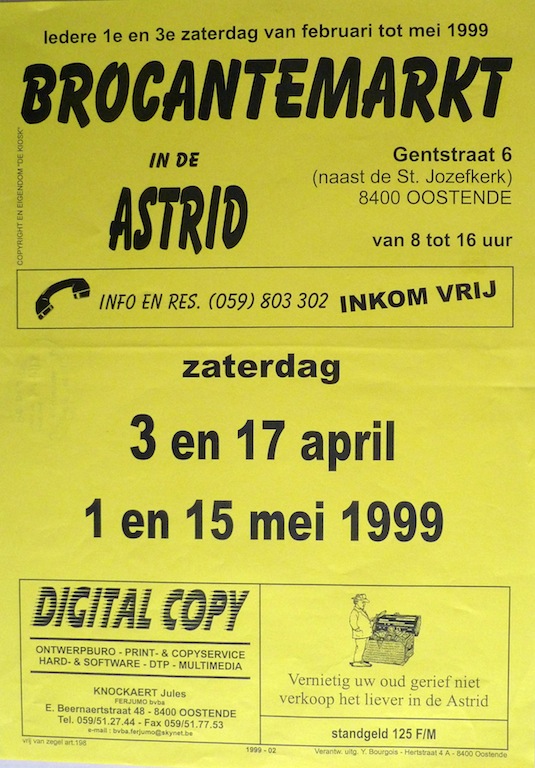 Iedere 1e en 3e zaterdag van februari tot mei 1999
BROCANTEMARKT
IN DE
ASTRID
Gentstraat 6
(naast de St. Jozefkerk)
8400 OOSTENDE
van 8 tot 16 uur
COPYRIGHT EN EIGENDOM "DE KIOSK"
INFO EN RES. (059) 803 302 INKOM VRIJ
zaterdag
3 en 17 april
1 en 15 mei 1999
DIGITAL COPY
ONTWERPBURO - PRINT- & COPYSERVICE
HARD- & SOFTWARE - DTP - MULTIMEDIA
KNOCKAERT Jules
FERJUMO bvba
E. Beernaertstraat 48 - 8400 OOSTENDE
Tel. 059/51.27.44 - Fax 059/51.77.53
e-mail : bvba.ferjumo@skynet.be
Vernietig uw oud gerief niet
verkoop het liever in de Astrid
standgeld 125 F/M
vrij van zegel art.198
1999 - 02
Verantw. uitg. Y. Bourgois - Hertstraat 4 A - 8400 Oostende